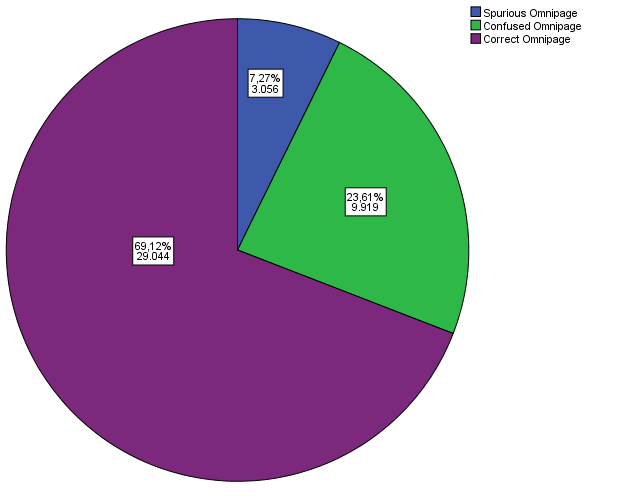 Spurious Omnipage
Confused Omnipage
Correct Omnipage
7,27%
3.056
23,61%
9.919
69,12%
29.044